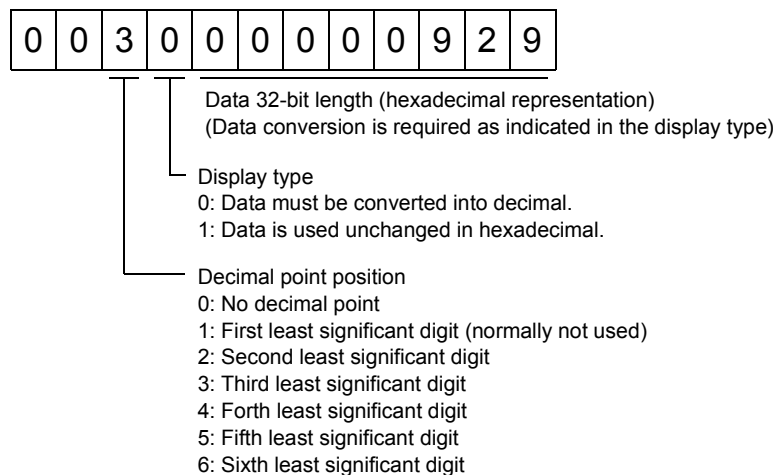 0 0 3 0 0 0 0 0 0 9 2 9
Data 32-bit length (hexadecimal representation)
(Data conversion is required as indicated in the display type)
Display type
0: Data must be converted into decimal.
1: Data is used unchanged in hexadecimal.
Decimal point position
0: No decimal point
1: First least significant digit (normally not used)
2: Second least significant digit
3: Third least significant digit
4: Forth least significant digit
5: Fifth least significant digit
6: Sixth least significant digit